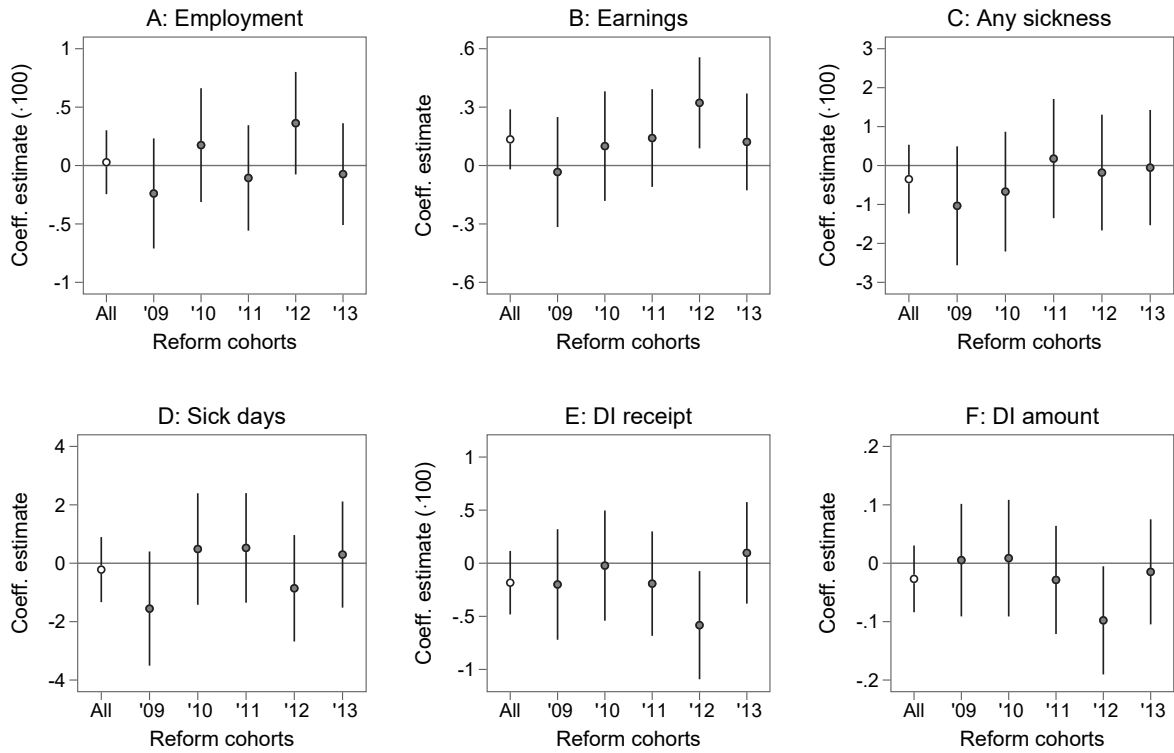 A: Employment
Coeff. estimate (·100)
1
.5
0
-.5
-1
All '09 '10 '11 '12 '13
Reform cohorts
B: Earnings
Coeff. estimate
.6
.3
0
-.3
-.6
All '09 '10 '11 '12 '13
Reform cohorts
C: Any sickness
Coeff. estimate (·100)
3
2
1
0
-1
-2
-3
All '09 '10 '11 '12 '13
Reform cohorts
D: Sick days
Coeff. estimate
4
2
0
-2
-4
All '09 '10 '11 '12 '13
Reform cohorts
E: DI receipt
Coeff. estimate (·100)
1
.5
0
-.5
-1
All '09 '10 '11 '12 '13
Reform cohorts
F: DI amount
Coeff. estimate
.2
.1
0
-.1
-.2
All '09 '10 '11 '12 '13
Reform cohorts